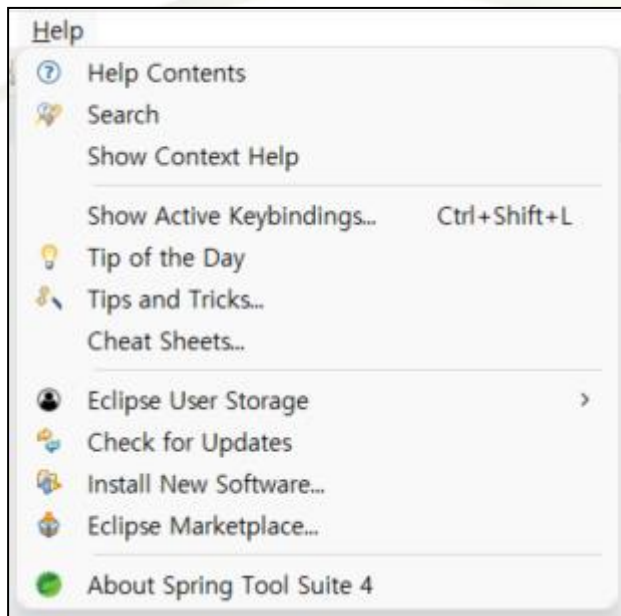 Help
Help Contents
Search
Show Context Help
Show Active Keybindings... Ctrl+Shift+L
Tip of the Day
Tips and Tricks...
Cheat Sheets...
Eclipse User Storage
Check for Updates
Install New Software...
Eclipse Marketplace...
About Spring Tool Suite 4